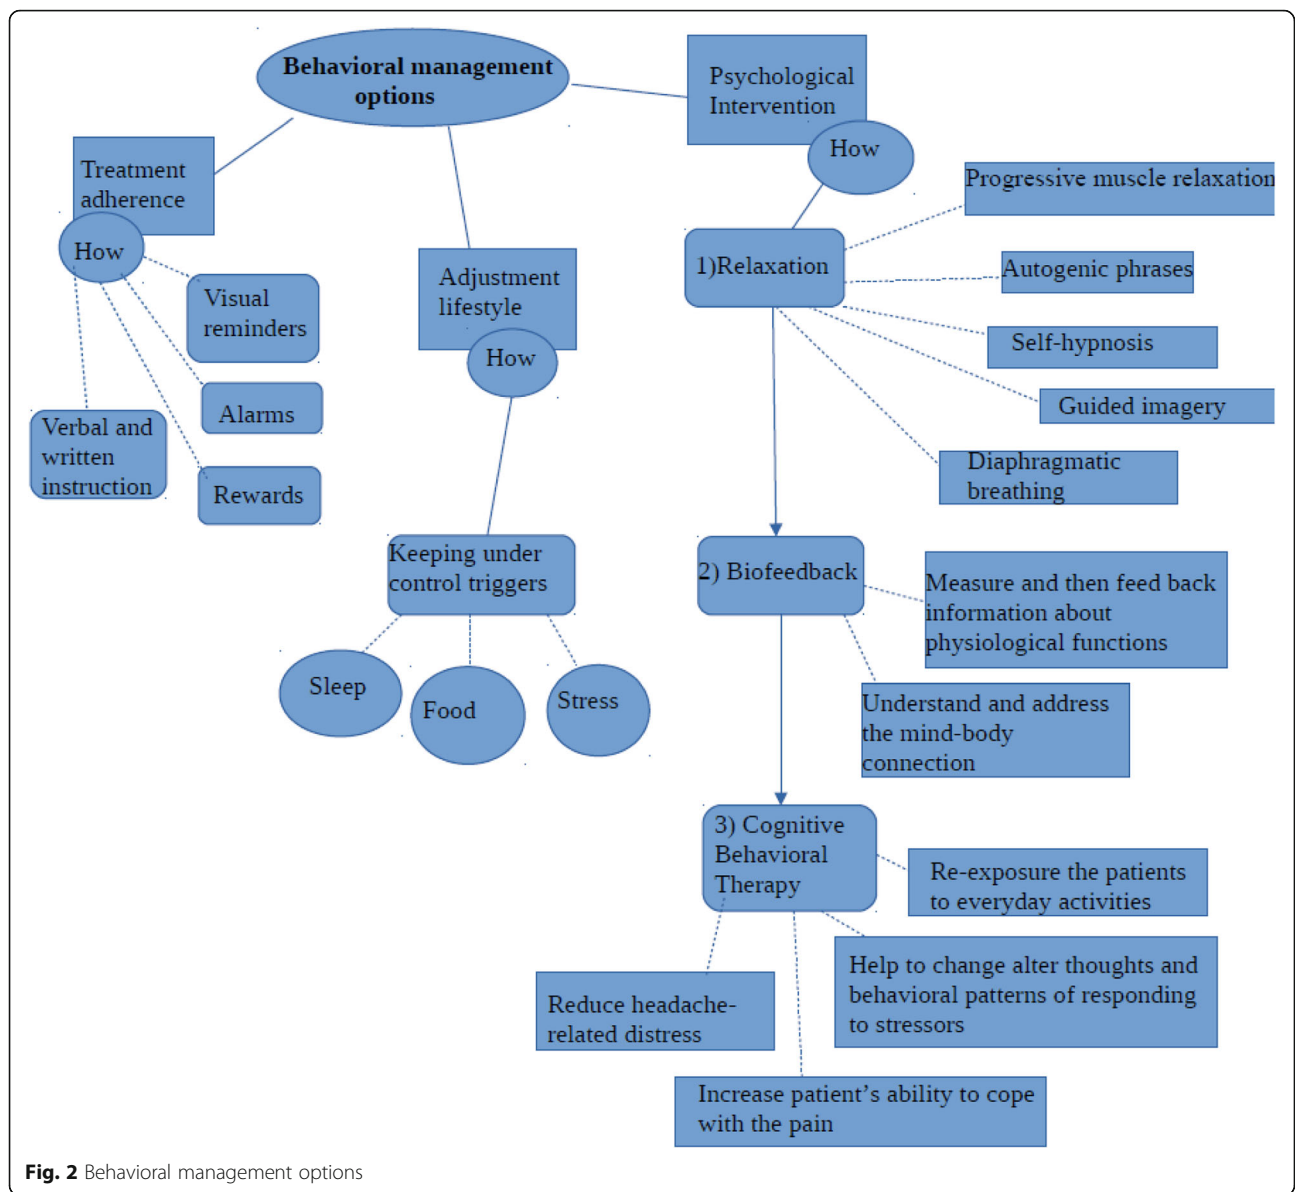 Behavioral management
options
Psychological
Intervention
How
Treatment
adherence
How
Visual
reminders
Alarms
Verbal and
written
instruction
Rewards
Adjustment
lifestyle
How
Keeping under
control triggers
Sleep
Food
Stress
1)Relaxation
Progressive muscle relaxation
Autogenic phrases
Self-hypnosis
Guided imagery
Diaphragmatic
breathing
2) Biofeedback
Measure and then feed back
information about
physiological functions
Understand and address
the mind-body
connection
3) Cognitive
Behavioral
Therapy
Re-exposure the patients
to everyday activities
Help to change alter thoughts and
behavioral patterns of responding
to stressors
Reduce headache-
related distress
Increase patient’s ability to cope
with the pain
Fig. 2 Behavioral management options